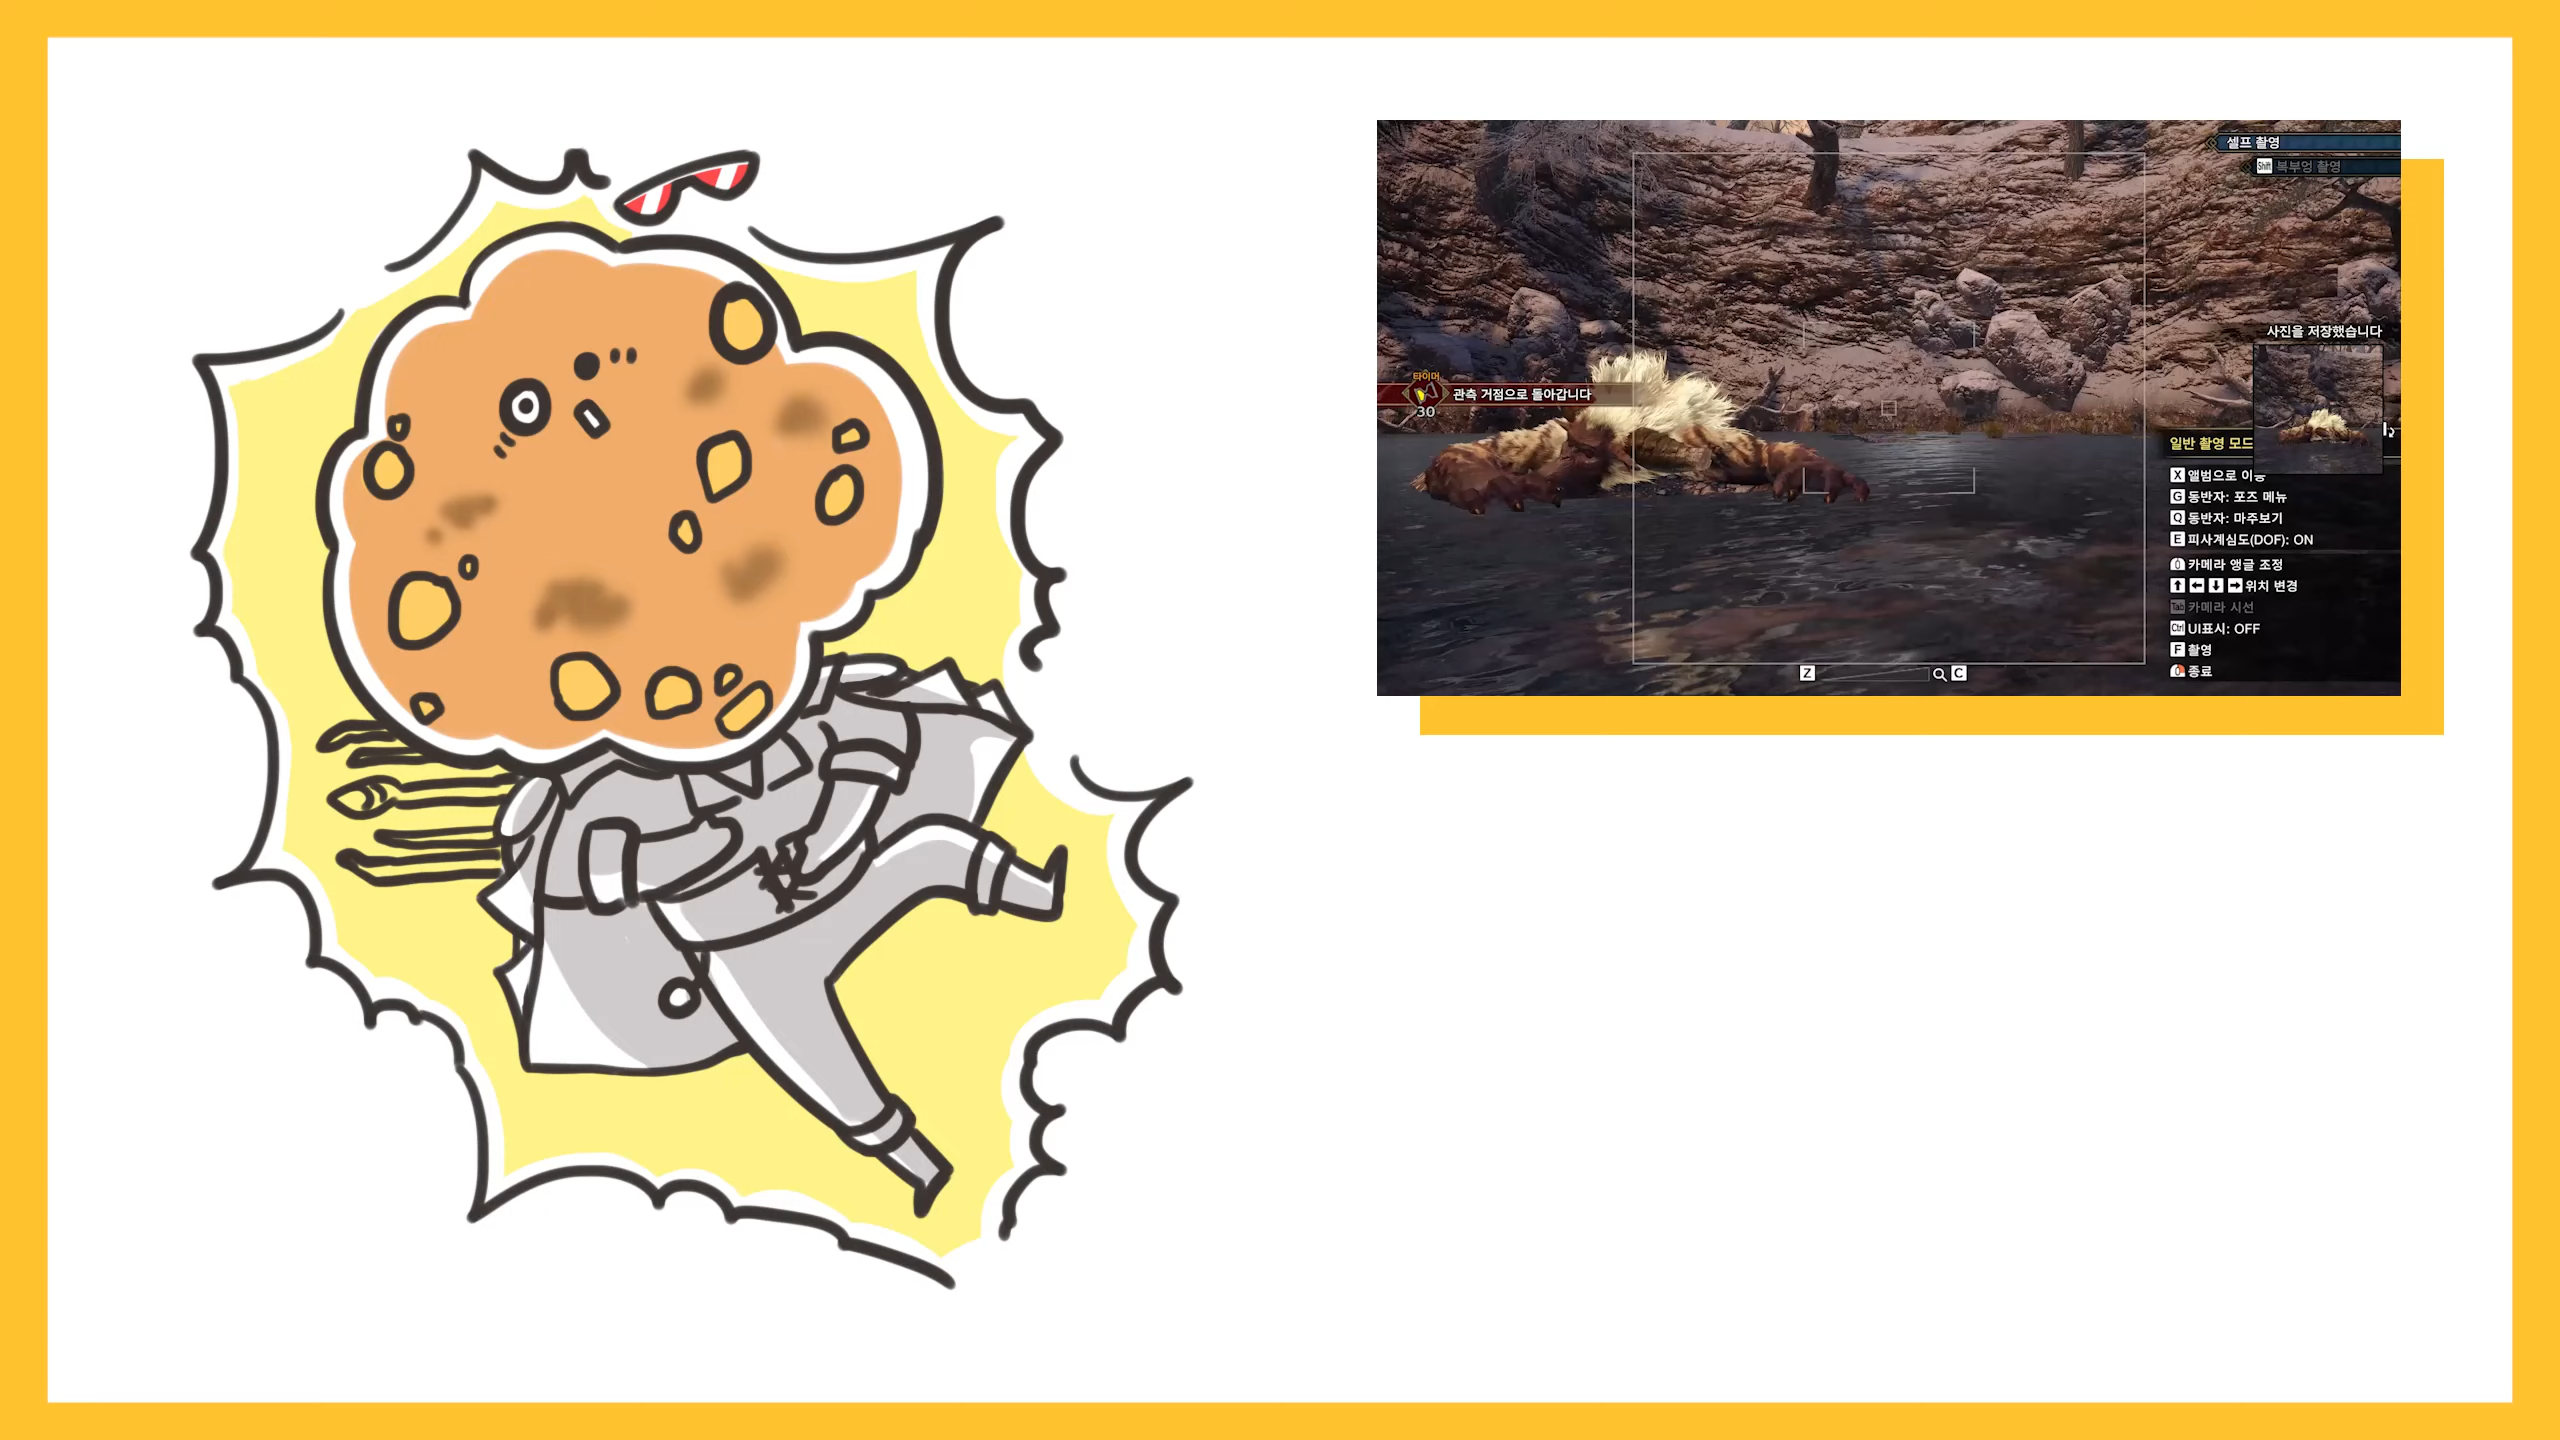 셀프 촬영
Shift 복부엉 촬영
사진을 저장했습니다
타이머
30
관측 거점으로 돌아갑니다
일반 촬영 모드
X 앨범으로 이동
G 동반자: 포즈 메뉴
Q 동반자: 마주보기
E 피사계심도(DOF): ON
카메라 앵글 조정
위치 변경
Tab 카메라 시선
Ctrl UI표시: OFF
F 촬영
종료
Z C